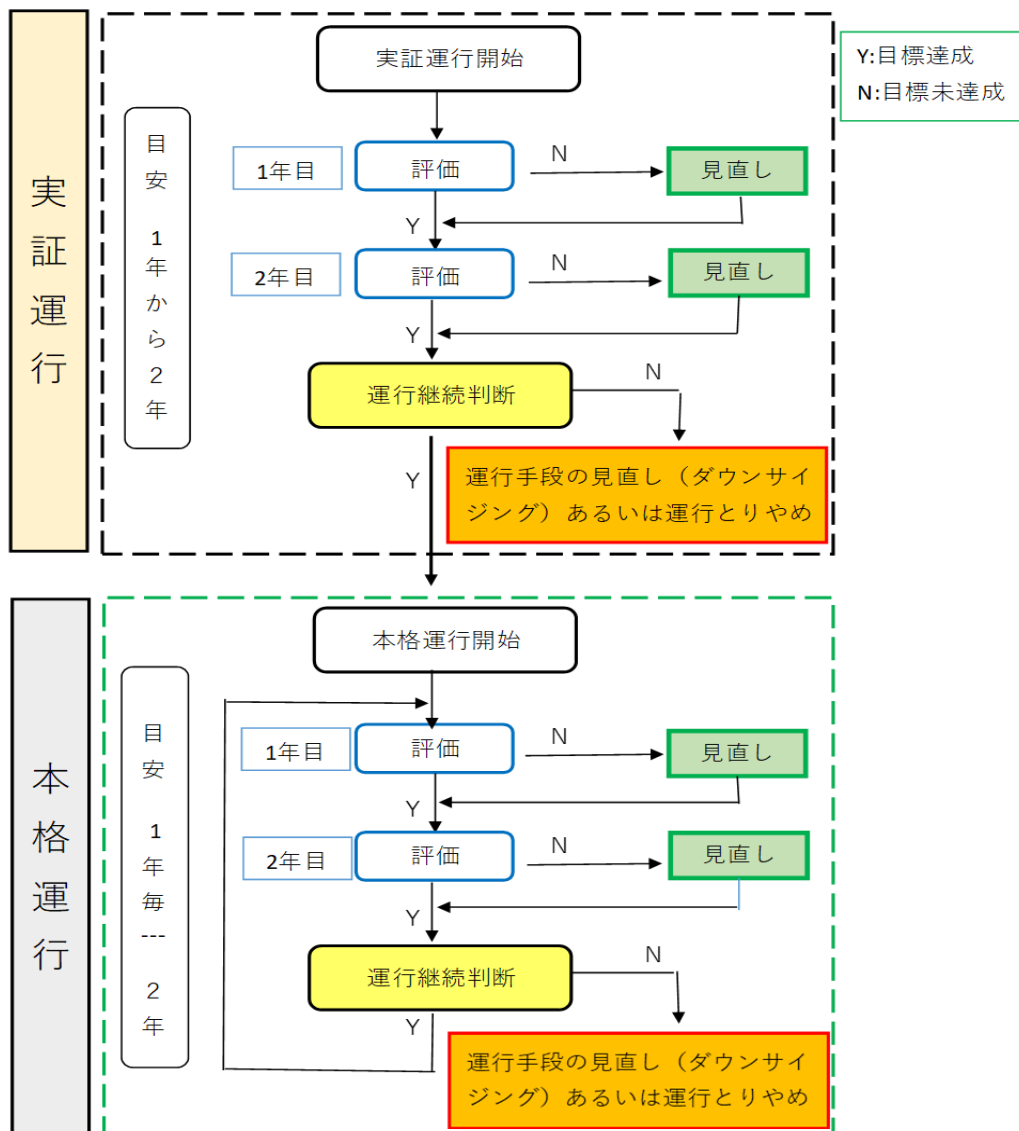 実証運行
目安 1年から2年
実証運行開始
Y:目標達成
N:目標未達成
1年目
評価
N
見直し
Y
2年目
評価
N
見直し
Y
運行継続判断
N
Y
運行手段の見直し（ダウンサイ
ジング）あるいは運行とりやめ
本格運行
目安 1年毎--- 2年
本格運行開始
1年目
評価
N
見直し
Y
2年目
評価
N
見直し
Y
運行継続判断
N
Y
運行手段の見直し（ダウンサイ
ジング）あるいは運行とりやめ